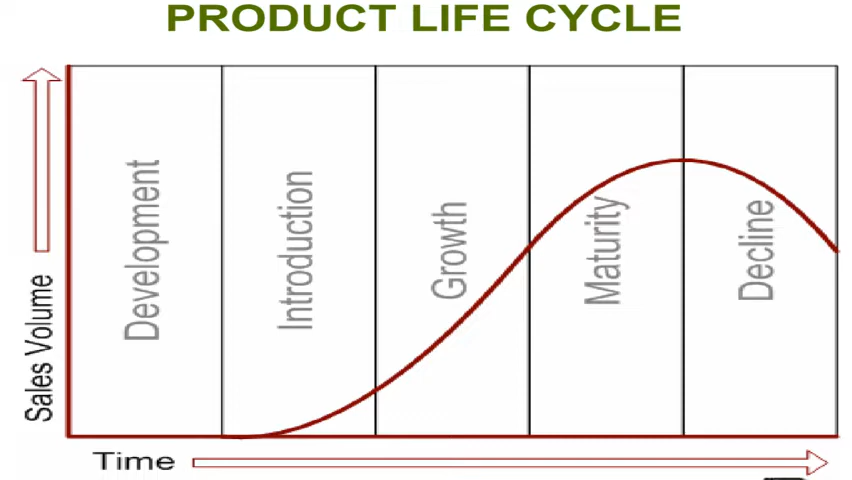 PRODUCT LIFE CYCLE
Development
Introduction
Growth
Maturity
Decline
Sales Volume
Time